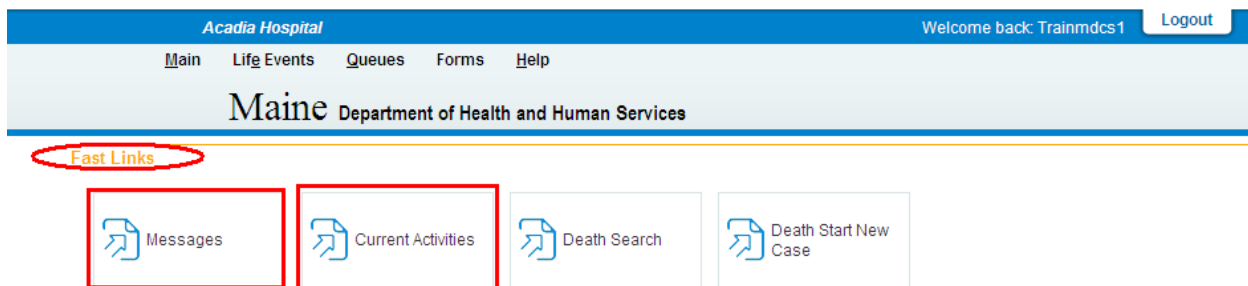 Acadia Hospital Welcome back: Trainmdcs1 Logout
Main Life Events Queues Forms Help
Maine Department of Health and Human Services
Fast Links
Messages Current Activities Death Search Death Start New
Case